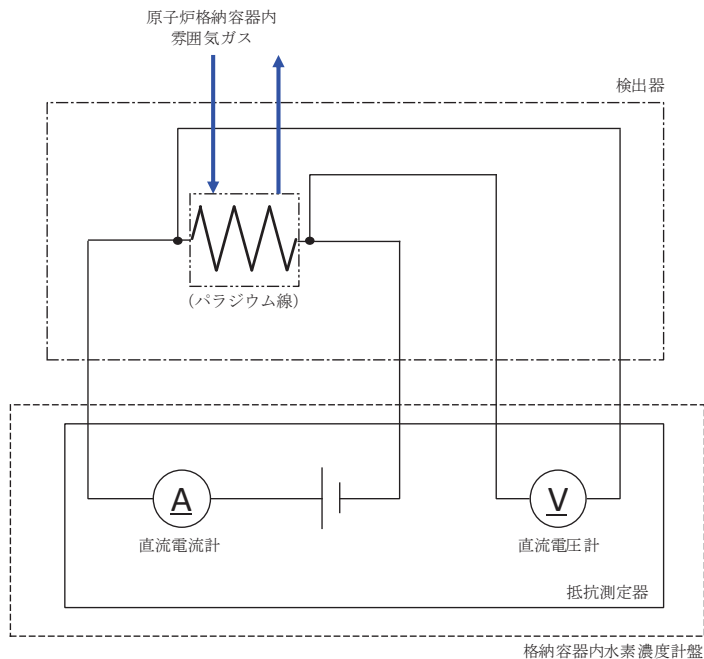 原子炉格納容器内
雰囲気ガス
検出器
(パラジウム線)
A
V
直流電流計
直流電圧計
抵抗測定器
格納容器内水素濃度計盤